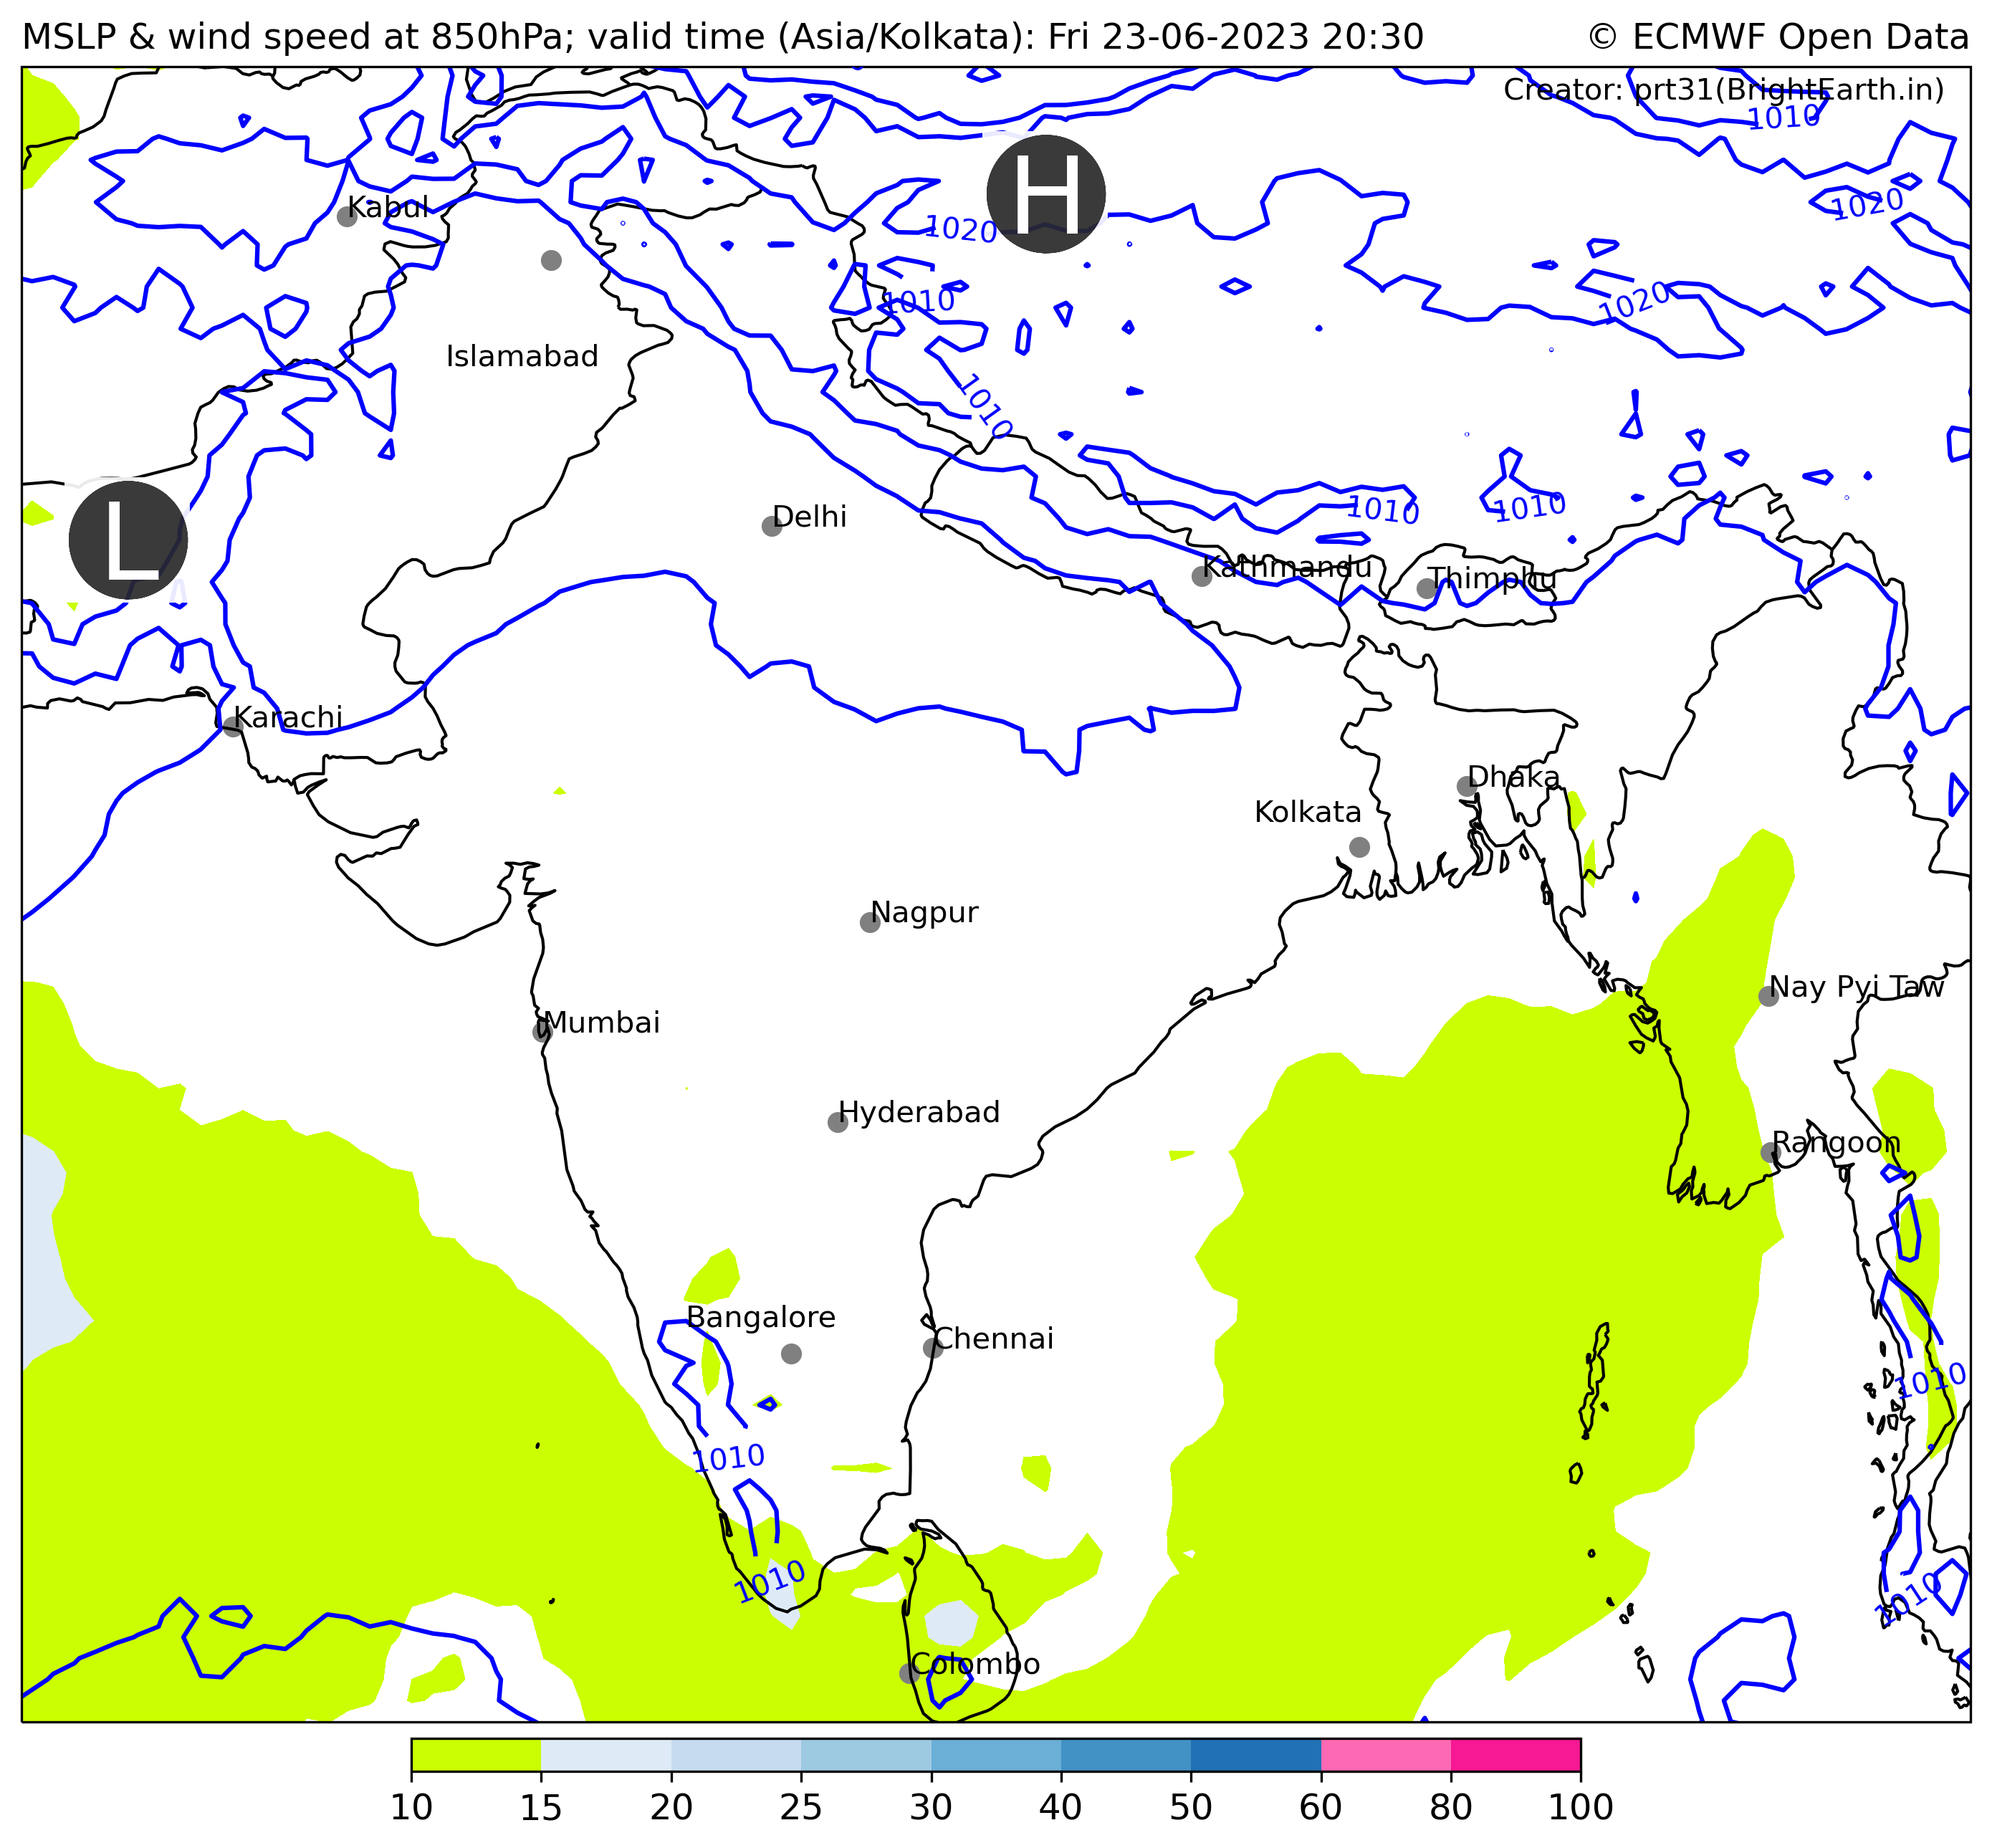 MSLP & wind speed at 850hPa; valid time (Asia/Kolkata): Fri 23-06-2023 20:30
© ECMWF Open Data
Creator: prt31(BrightEarth.in)
1010
H
1020
Kabul
1020
1010
1020
Islamabad
1010
L
1010
1010
Delhi
Kathmandu
Thimphu
Karachi
Dhaka
Kolkata
Nagpur
Nay Pyi Taw
Mumbai
Hyderabad
Rangoon
Bangalore
Chennai
1010
1010
1010
1010
Colombo
10 15 20 25 30 40 50 60 80 100